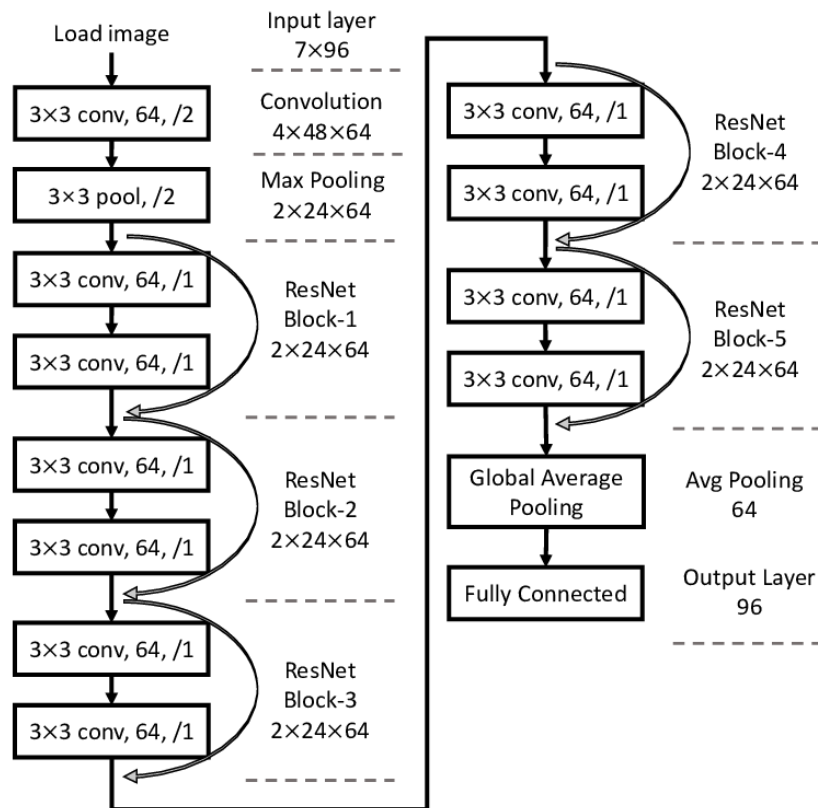 Load image
Input layer
7×96
3×3 conv, 64, /2
Convolution
4×48×64
3×3 pool, /2
Max Pooling
2×24×64
3×3 conv, 64, /1
3×3 conv, 64, /1
ResNet
Block-1
2×24×64
3×3 conv, 64, /1
3×3 conv, 64, /1
ResNet
Block-2
2×24×64
3×3 conv, 64, /1
3×3 conv, 64, /1
ResNet
Block-3
2×24×64
3×3 conv, 64, /1
3×3 conv, 64, /1
ResNet
Block-4
2×24×64
3×3 conv, 64, /1
3×3 conv, 64, /1
ResNet
Block-5
2×24×64
Global Average
Pooling
Avg Pooling
64
Fully Connected
Output Layer
96